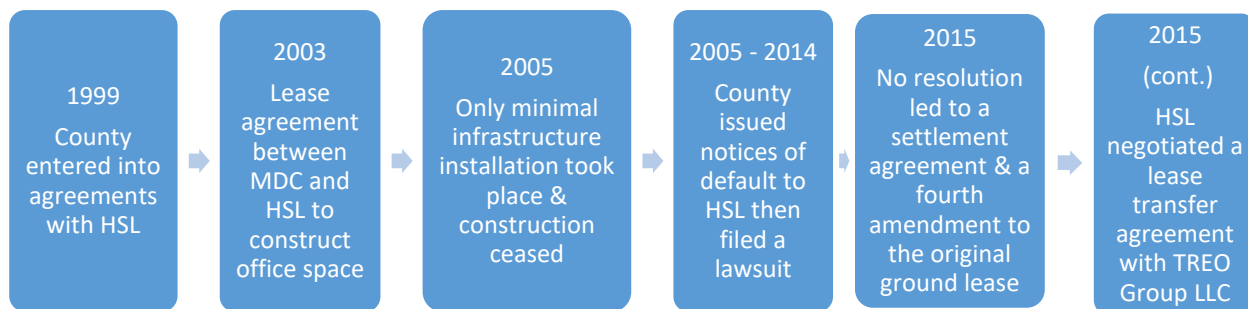 1999
County
entered into
agreements
with HSL
2003
Lease
agreement
between
MDC and
HSL to
construct
office space
2005
Only minimal
infrastructure
installation took
place &
construction
ceased
2005 - 2014
County
issued
notices of
default to
HSL then
filed a
lawsuit
2015
No resolution
led to a
settlement
agreement & a
fourth
amendment to
the original
ground lease
2015
(cont.)
HSL
negotiated a
lease
transfer
agreement
with TREO
Group LLC